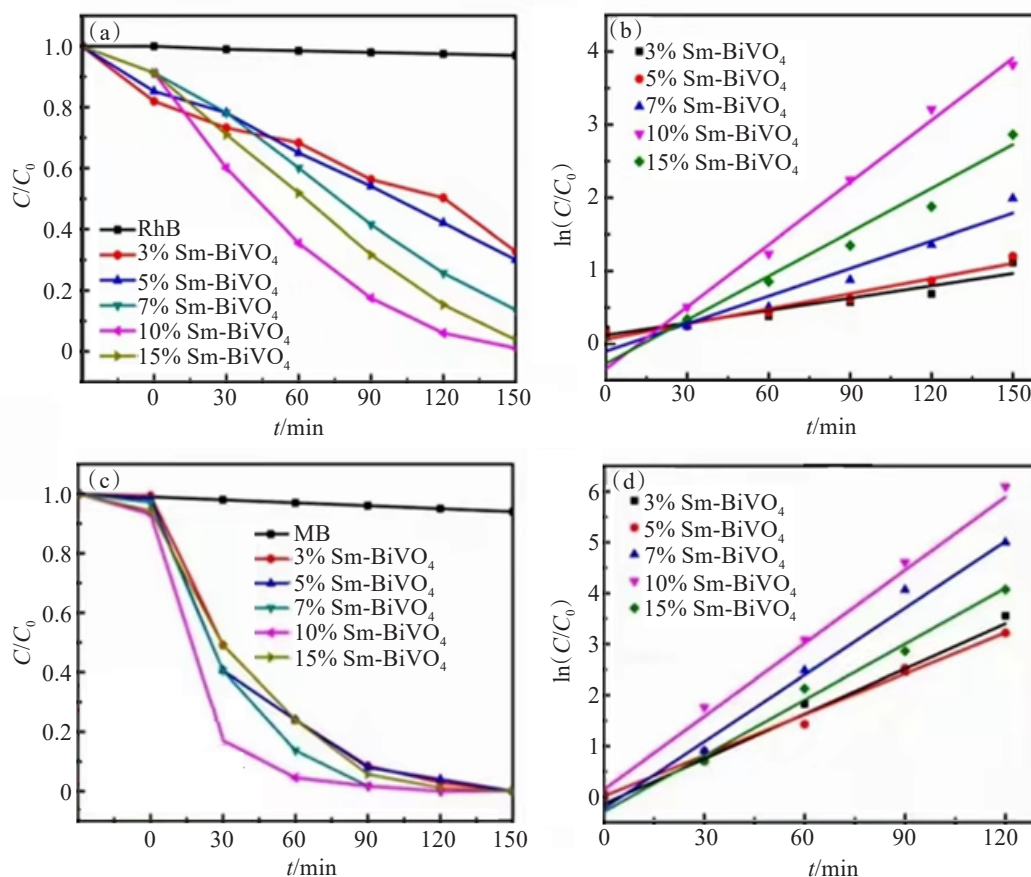 (a)
1.0
0.8
0.6
0.4
0.2
0
C/C₀
RhB
3% Sm-BiVO₄
5% Sm-BiVO₄
7% Sm-BiVO₄
10% Sm-BiVO₄
15% Sm-BiVO₄
0 30 60 90 120 150
t/min
(b)
4
3
2
1
0
ln(C/C₀)
3% Sm-BiVO₄
5% Sm-BiVO₄
7% Sm-BiVO₄
10% Sm-BiVO₄
15% Sm-BiVO₄
0 30 60 90 120 150
t/min
(c)
1.0
0.8
0.6
0.4
0.2
0
C/C₀
MB
3% Sm-BiVO₄
5% Sm-BiVO₄
7% Sm-BiVO₄
10% Sm-BiVO₄
15% Sm-BiVO₄
0 30 60 90 120 150
t/min
(d)
6
5
4
3
2
1
0
ln(C/C₀)
3% Sm-BiVO₄
5% Sm-BiVO₄
7% Sm-BiVO₄
10% Sm-BiVO₄
15% Sm-BiVO₄
0 30 60 90 120
t/min